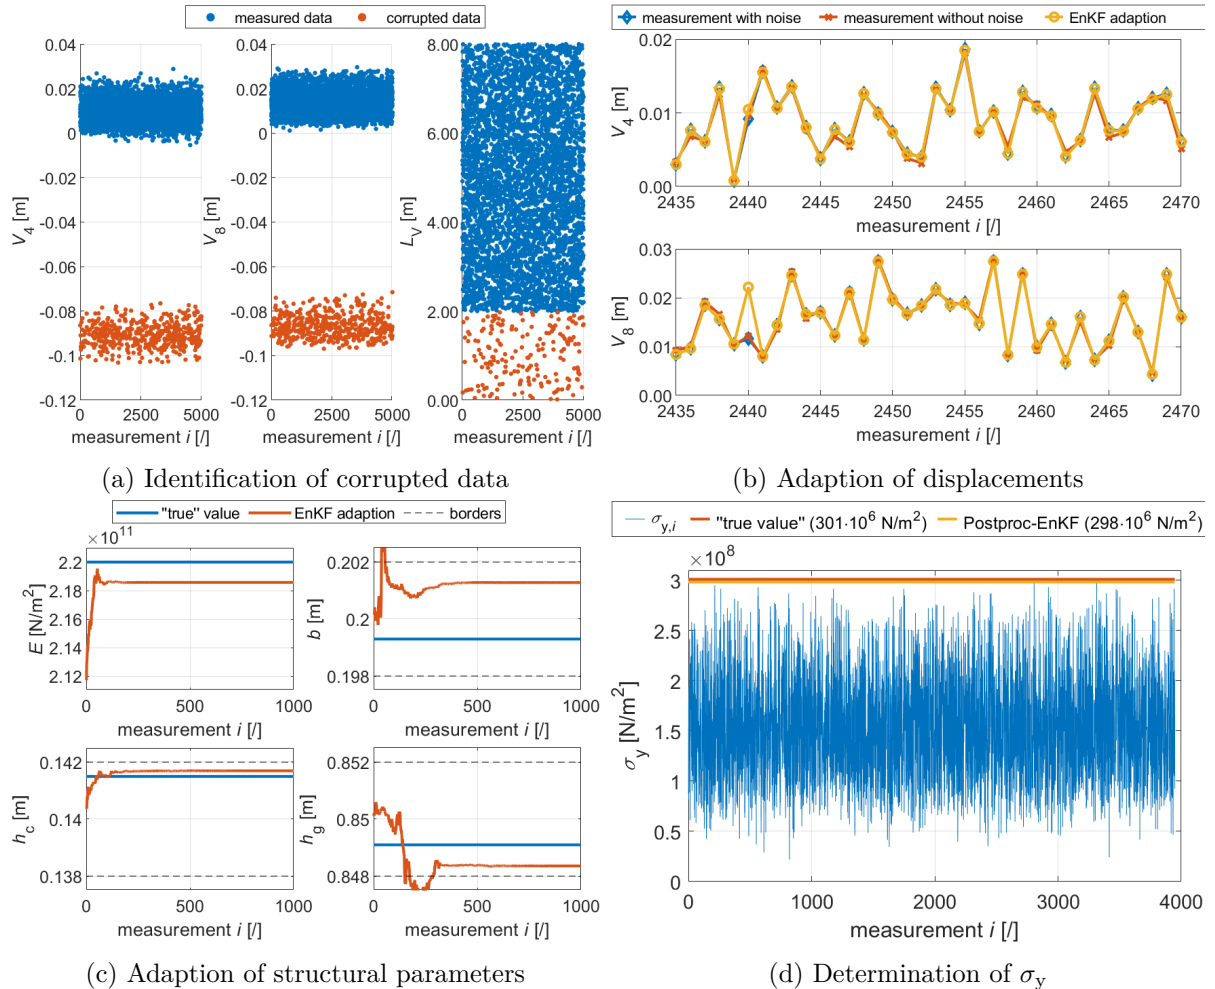 measured data corrupted data
0.04
0.02
0
-0.02
-0.04
-0.06
-0.08
-0.1
-0.12
V4 [m]
0 2500 5000
measurement i [/]
0.04
0.02
0
-0.02
-0.04
-0.06
-0.08
-0.1
-0.12
V8 [m]
0 2500 5000
measurement i [/]
8.00
6.00
4.00
2.00
0.00
LV [m]
0 2500 5000
measurement i [/]
(a) Identification of corrupted data
measurement with noise measurement without noise EnKF adaption
0.02
0.01
0.00
V4 [m]
2435 2440 2445 2450 2455 2460 2465 2470
measurement i [/]
0.03
0.02
0.01
0.00
V8 [m]
2435 2440 2445 2450 2455 2460 2465 2470
measurement i [/]
(b) Adaption of displacements
"true" value EnKF adaption borders
×10^11
2.2
2.18
2.16
2.14
2.12
E [N/m²]
0 500 1000
measurement i [/]
0.202
0.2
0.198
b [m]
0 500 1000
measurement i [/]
0.142
0.14
0.138
hc [m]
0 500 1000
measurement i [/]
0.852
0.85
0.848
hg [m]
0 500 1000
measurement i [/]
(c) Adaption of structural parameters
σy,i "true value" (301·10⁶ N/m²) Postproc-EnKF (298·10⁶ N/m²)
×10⁸
3
2.5
2
1.5
1
0.5
0
σy [N/m²]
0 1000 2000 3000 4000
measurement i [/]
(d) Determination of σy